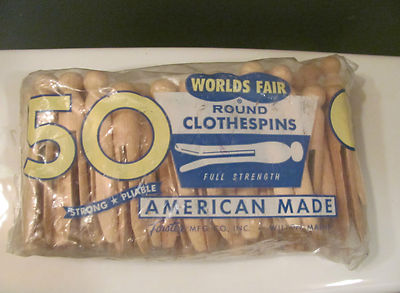 WORLDS FAIR
50
ROUND
CLOTHESPINS
FULL STRENGTH
STRONG ★ PLIABLE
AMERICAN MADE
MFG. CO., INC.